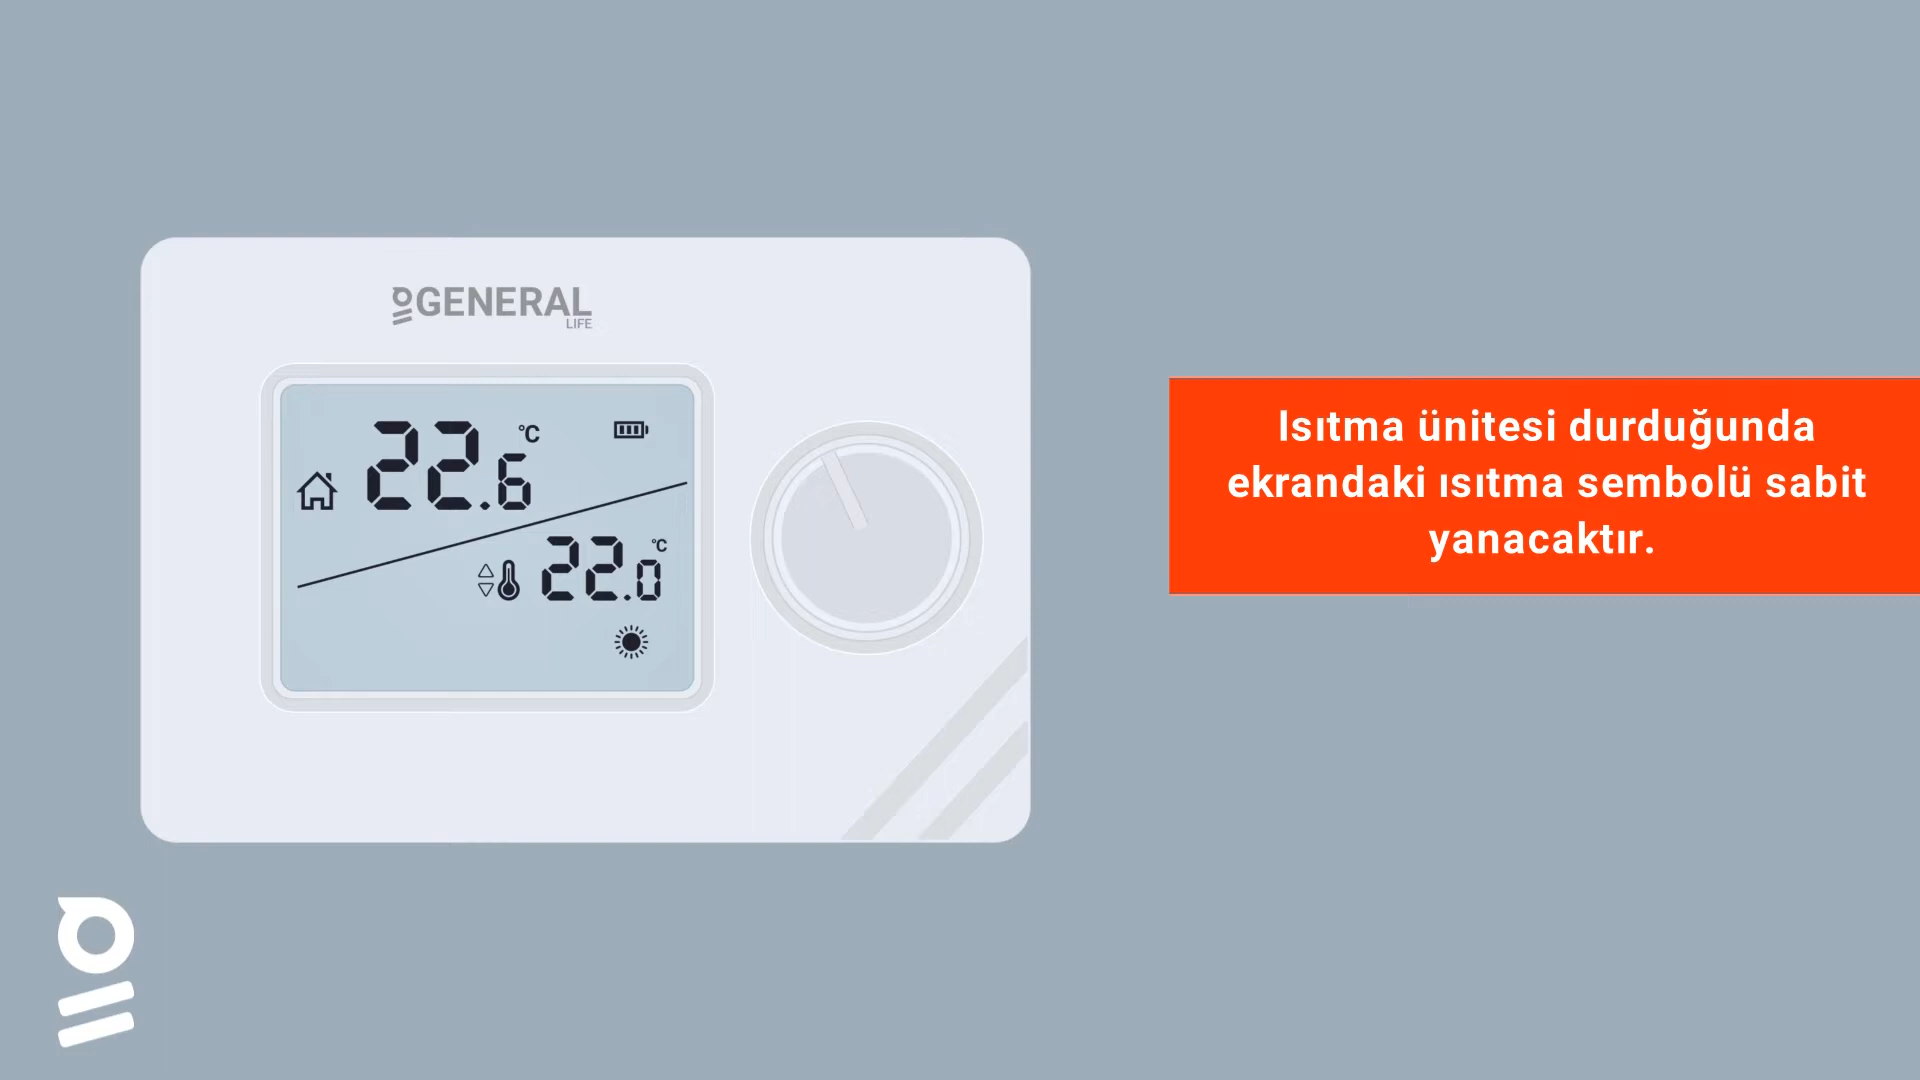 GENERAL
LIFE
22.6 °C
22.0 °C
Isıtma ünitesi durduğunda
ekrandaki ısıtma sembolü sabit
yanacaktır.